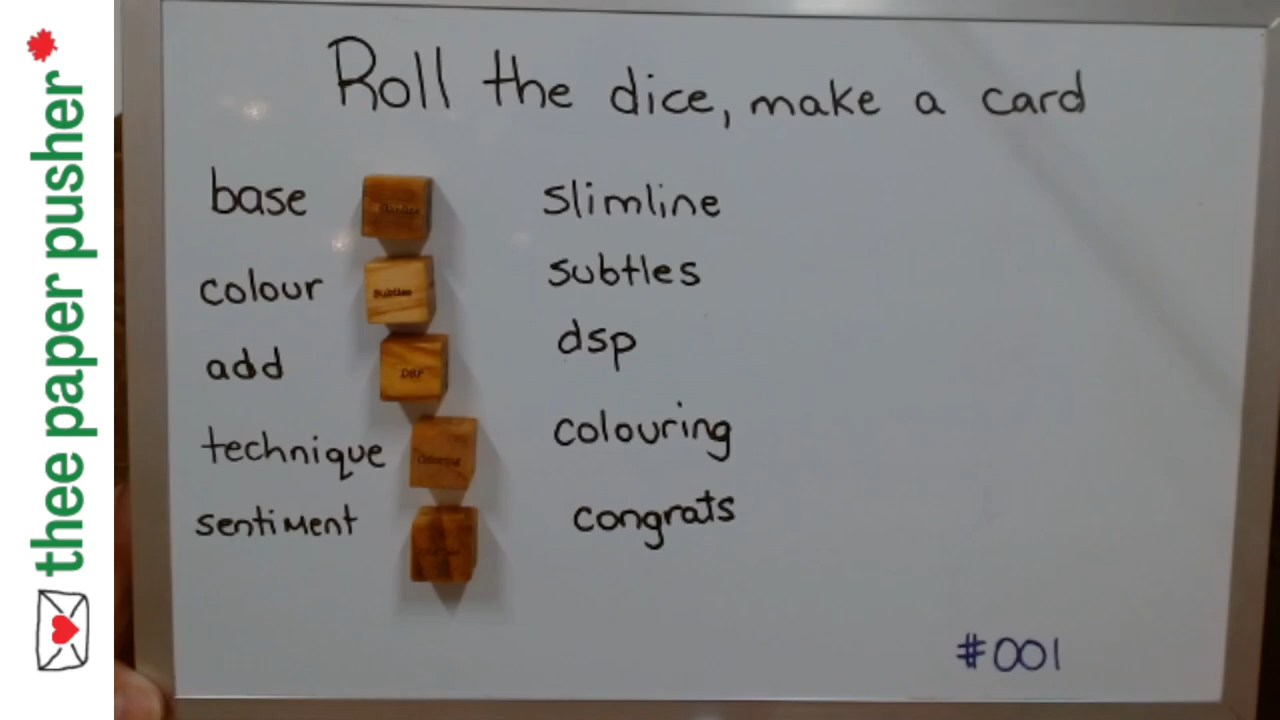 thee paper pusher
Roll the dice, make a card
base slimline
colour Subtles subtles
add DSP dsp
technique colouring
sentiment congrats
#001